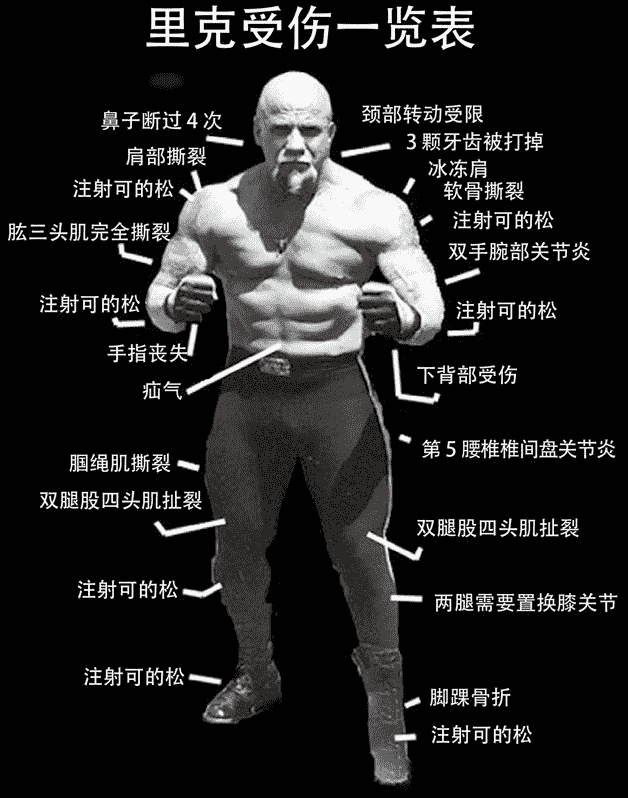 里克受伤一览表
鼻子断过4次
肩部撕裂
注射可的松
肱三头肌完全撕裂
注射可的松
手指丧失
疝气
腘绳肌撕裂
双腿股四头肌扯裂
注射可的松
注射可的松
颈部转动受限
3颗牙齿被打掉
冰冻肩
软骨撕裂
注射可的松
双手腕部关节炎
注射可的松
下背部受伤
第5腰椎椎间盘关节炎
双腿股四头肌扯裂
两腿需要置换膝关节
脚踝骨折
注射可的松